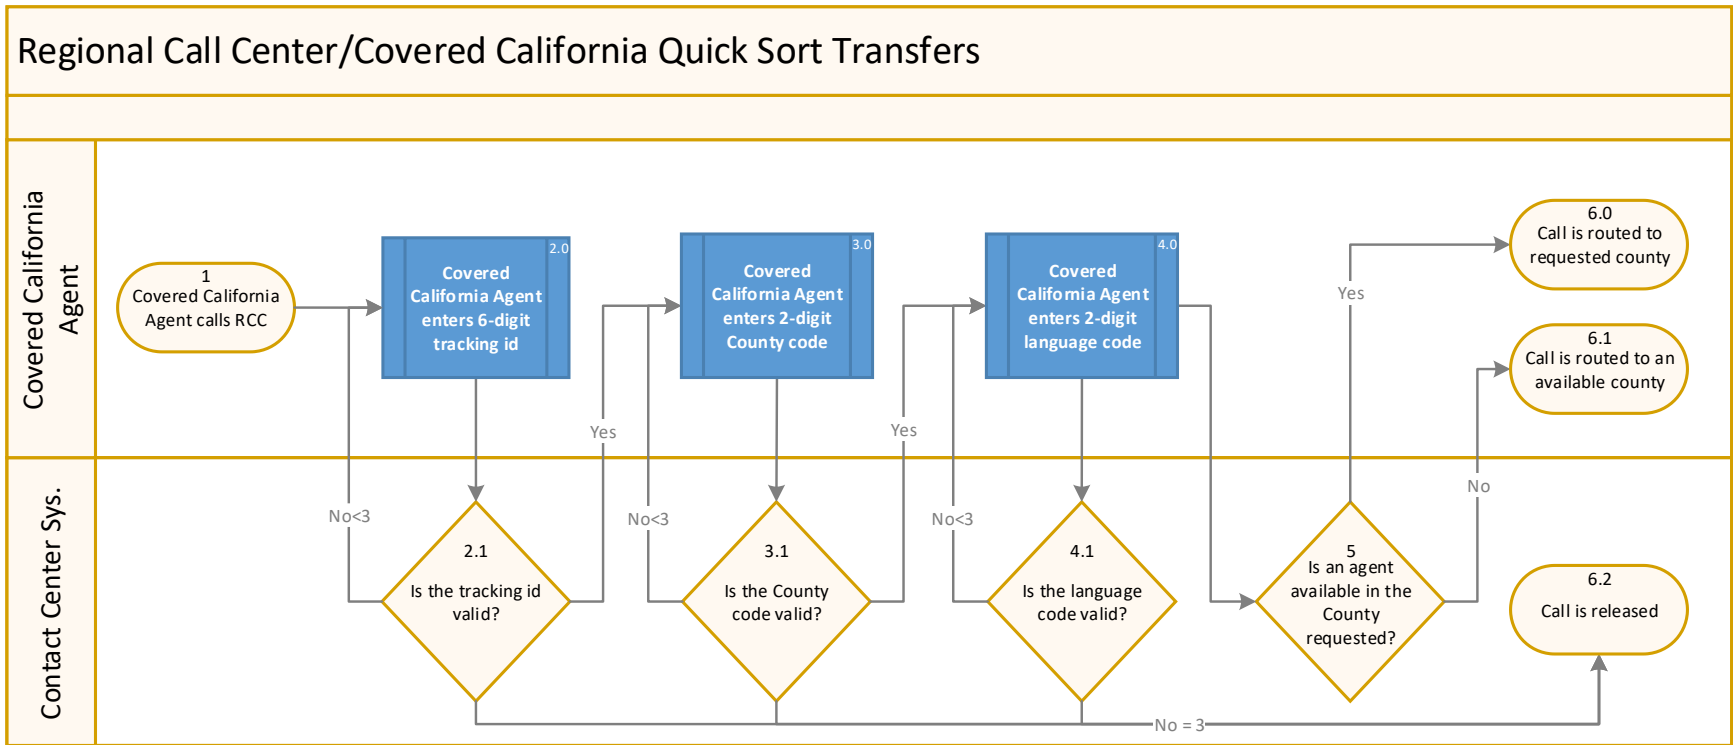 Regional Call Center/Covered California Quick Sort Transfers
Covered California
Agent
1
Covered California
Agent calls RCC
2.0
Covered
California Agent
enters 6-digit
tracking id
3.0
Covered
California Agent
enters 2-digit
County code
4.0
Covered
California Agent
enters 2-digit
language code
6.0
Call is routed to
requested county
6.1
Call is routed to an
available county
Yes
Yes
Yes
No
Contact Center Sys.
No<3
2.1
Is the tracking id
valid?
No<3
3.1
Is the County
code valid?
No<3
4.1
Is the language
code valid?
5
Is an agent
available in the
County
requested?
6.2
Call is released
No = 3